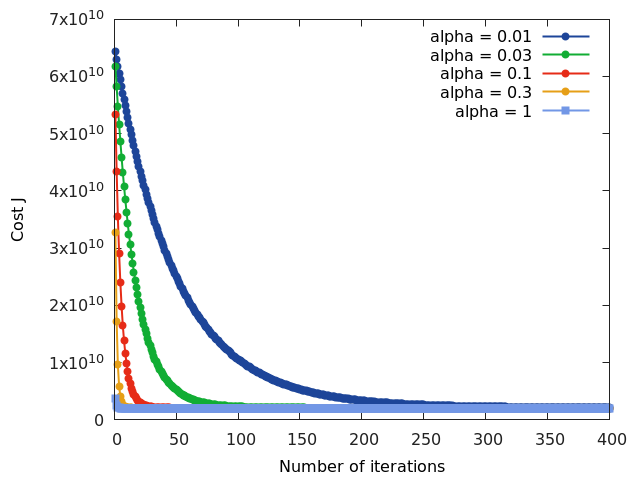 7x10^10
6x10^10
5x10^10
4x10^10
3x10^10
2x10^10
1x10^10
0
Cost J
alpha = 0.01
alpha = 0.03
alpha = 0.1
alpha = 0.3
alpha = 1
0 50 100 150 200 250 300 350 400
Number of iterations